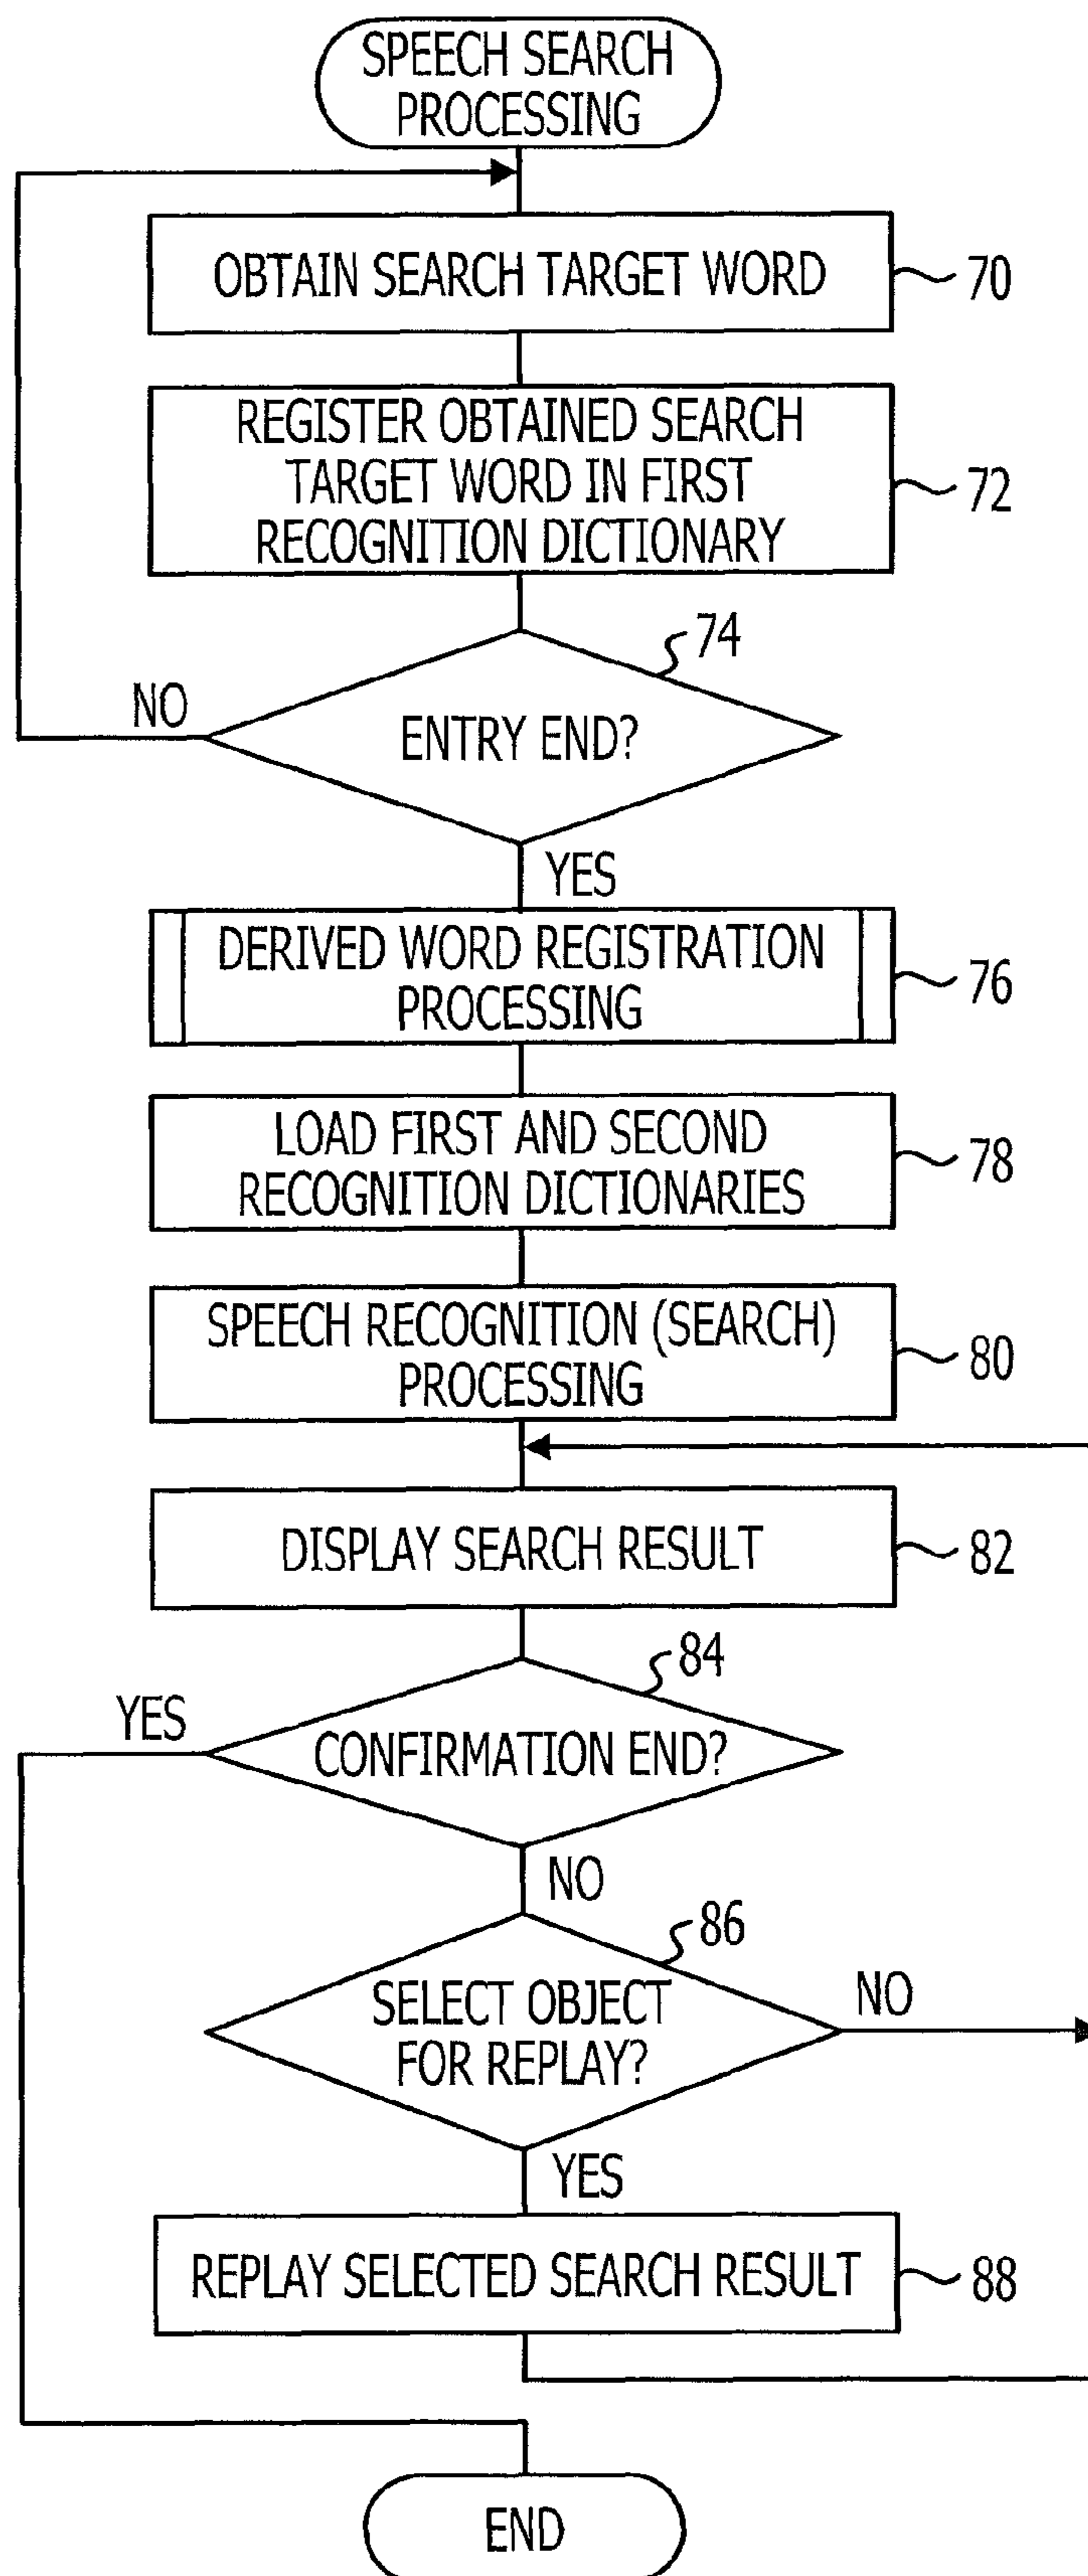 SPEECH SEARCH
PROCESSING
OBTAIN SEARCH TARGET WORD
70
REGISTER OBTAINED SEARCH
TARGET WORD IN FIRST
RECOGNITION DICTIONARY
72
74
ENTRY END?
NO
YES
DERIVED WORD REGISTRATION
PROCESSING
76
LOAD FIRST AND SECOND
RECOGNITION DICTIONARIES
78
SPEECH RECOGNITION (SEARCH)
PROCESSING
80
DISPLAY SEARCH RESULT
82
84
YES
CONFIRMATION END?
NO
86
SELECT OBJECT
FOR REPLAY?
NO
YES
REPLAY SELECTED SEARCH RESULT
88
END